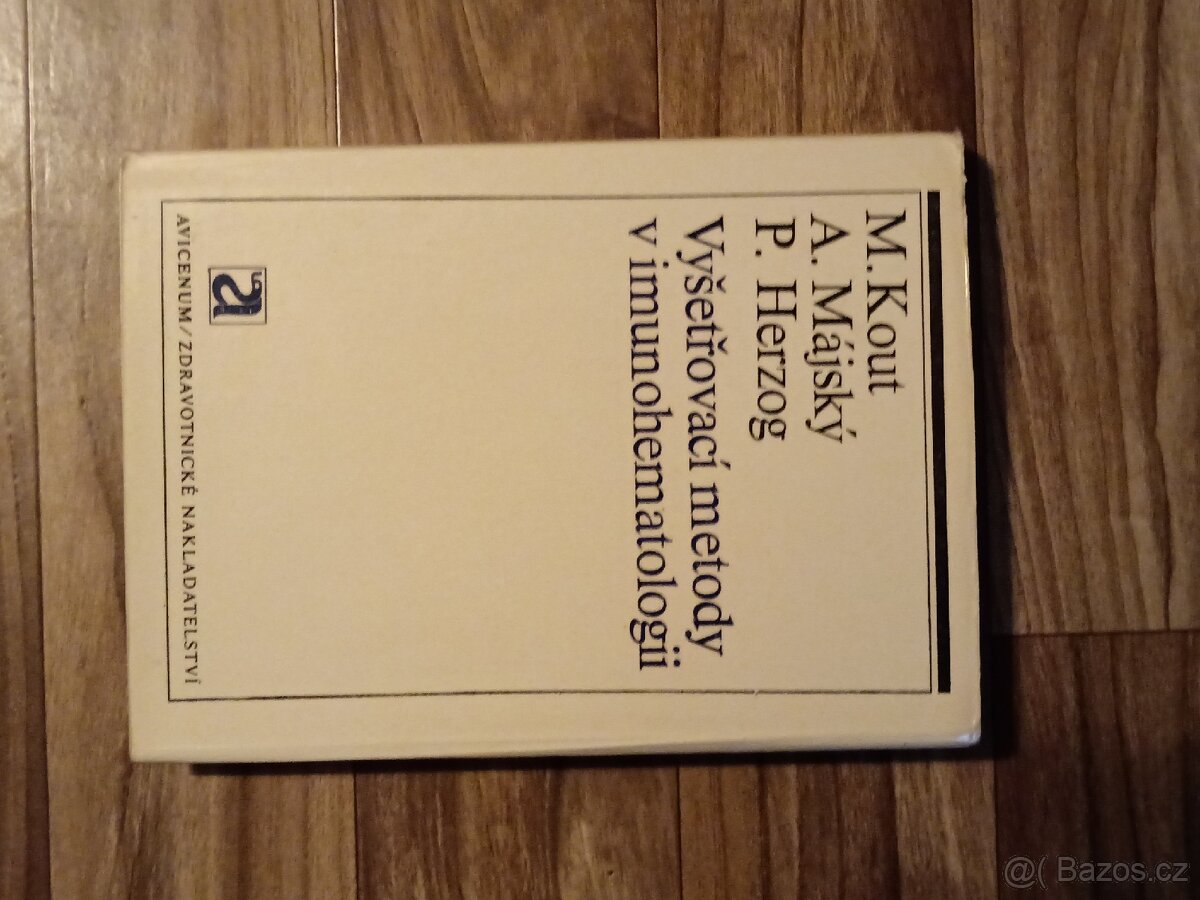 M. Kout
A. Májský
P. Herzog
Vyšetřovací metody
v imunohematologii
a
AVICENUM/ZDRAVOTNICKÉ NAKLADATELSTVÍ
@( Bazos.cz